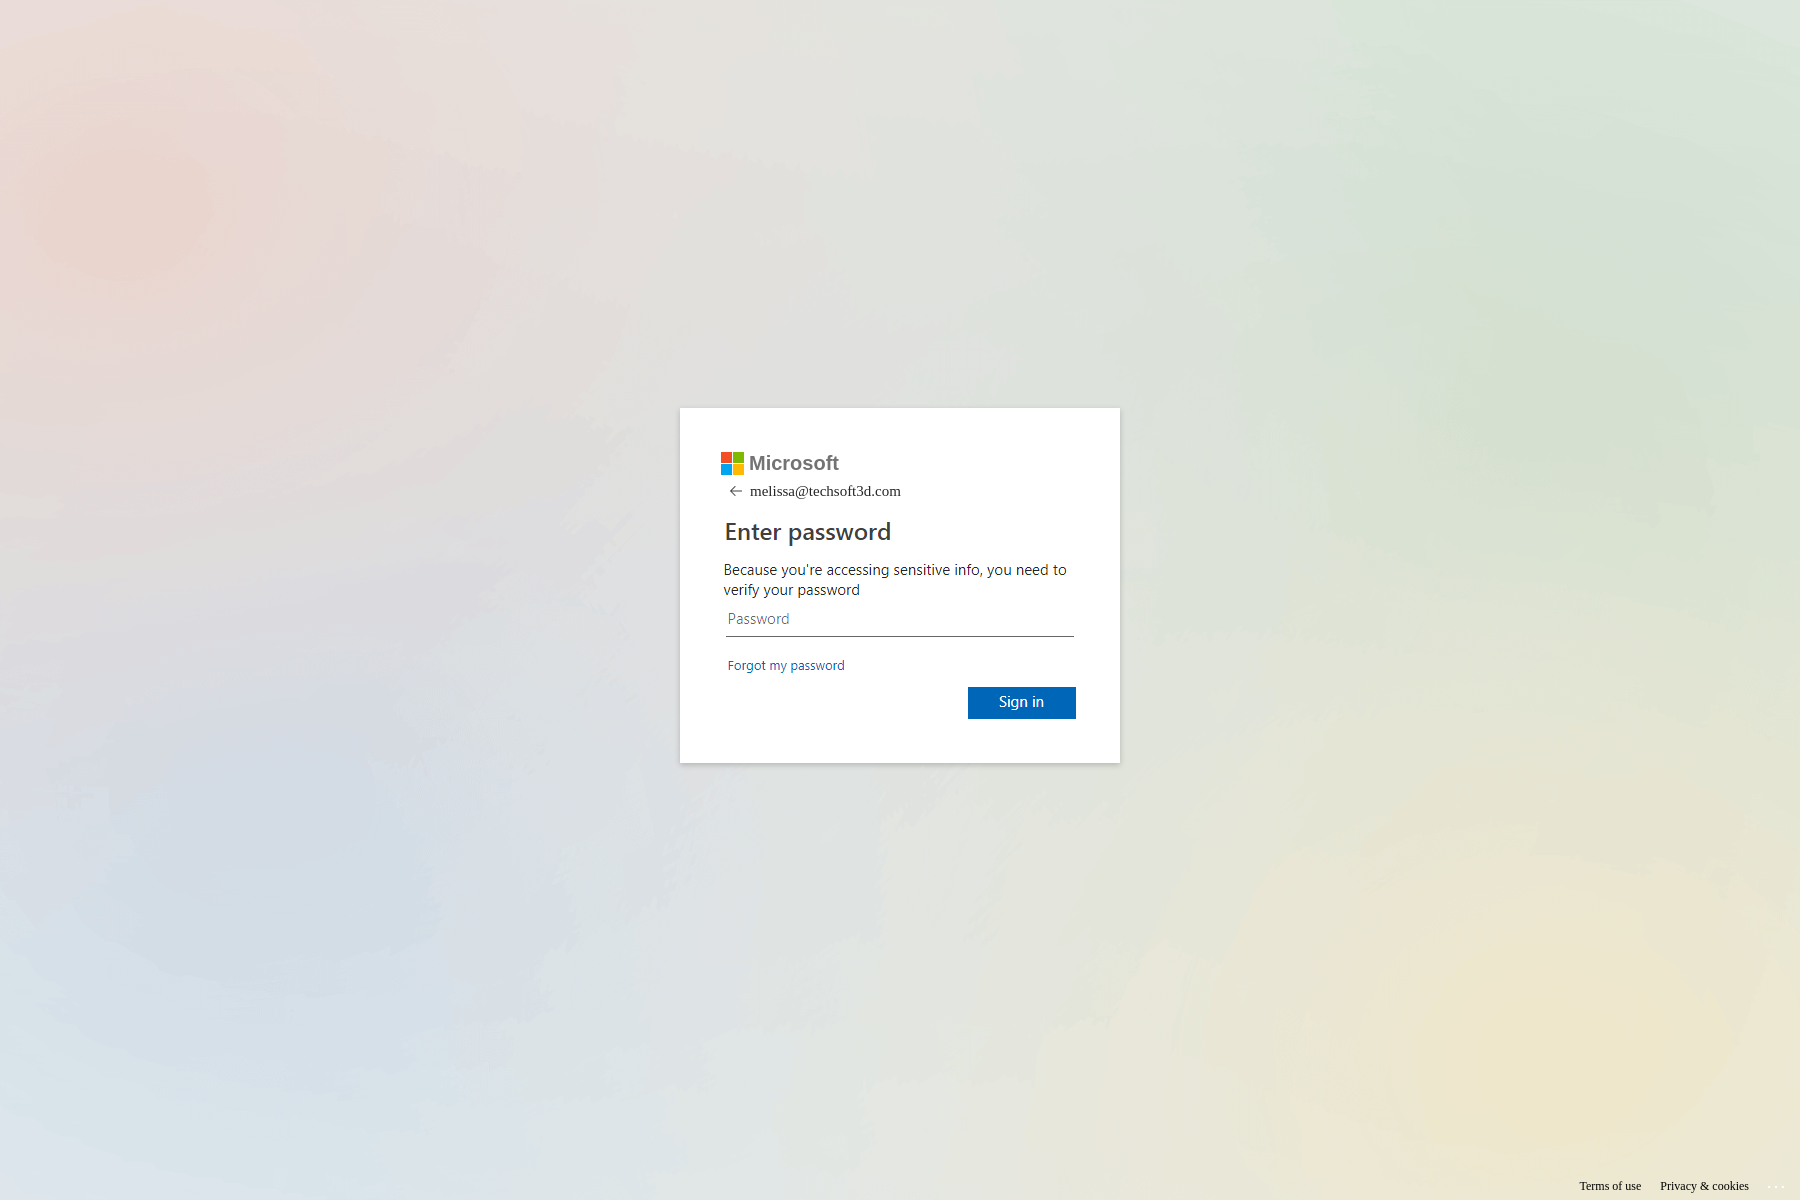 Microsoft
melissa@techsoft3d.com
Enter password
Because you're accessing sensitive info, you need to
verify your password
Password
Forgot my password
Sign in
Terms of use Privacy & cookies ...